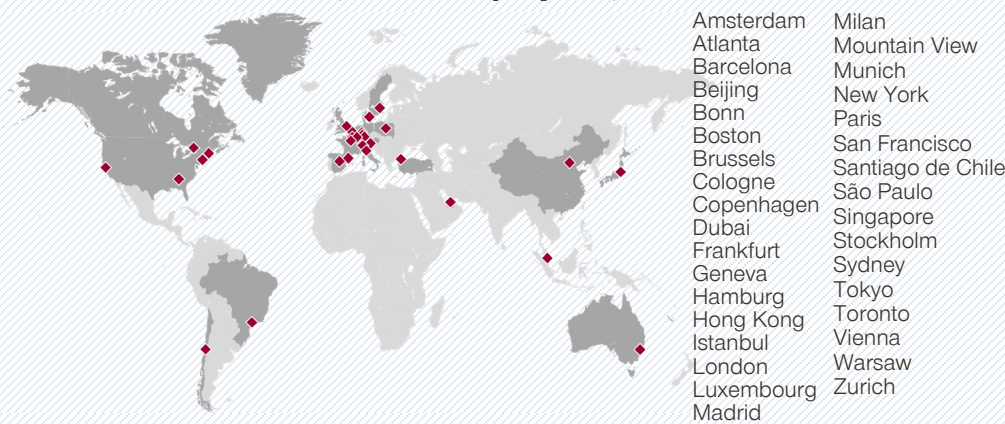 Amsterdam
Atlanta
Barcelona
Beijing
Bonn
Boston
Brussels
Cologne
Copenhagen
Dubai
Frankfurt
Geneva
Hamburg
Hong Kong
Istanbul
London
Luxembourg
Madrid
Milan
Mountain View
Munich
New York
Paris
San Francisco
Santiago de Chile
São Paulo
Singapore
Stockholm
Sydney
Tokyo
Toronto
Vienna
Warsaw
Zurich